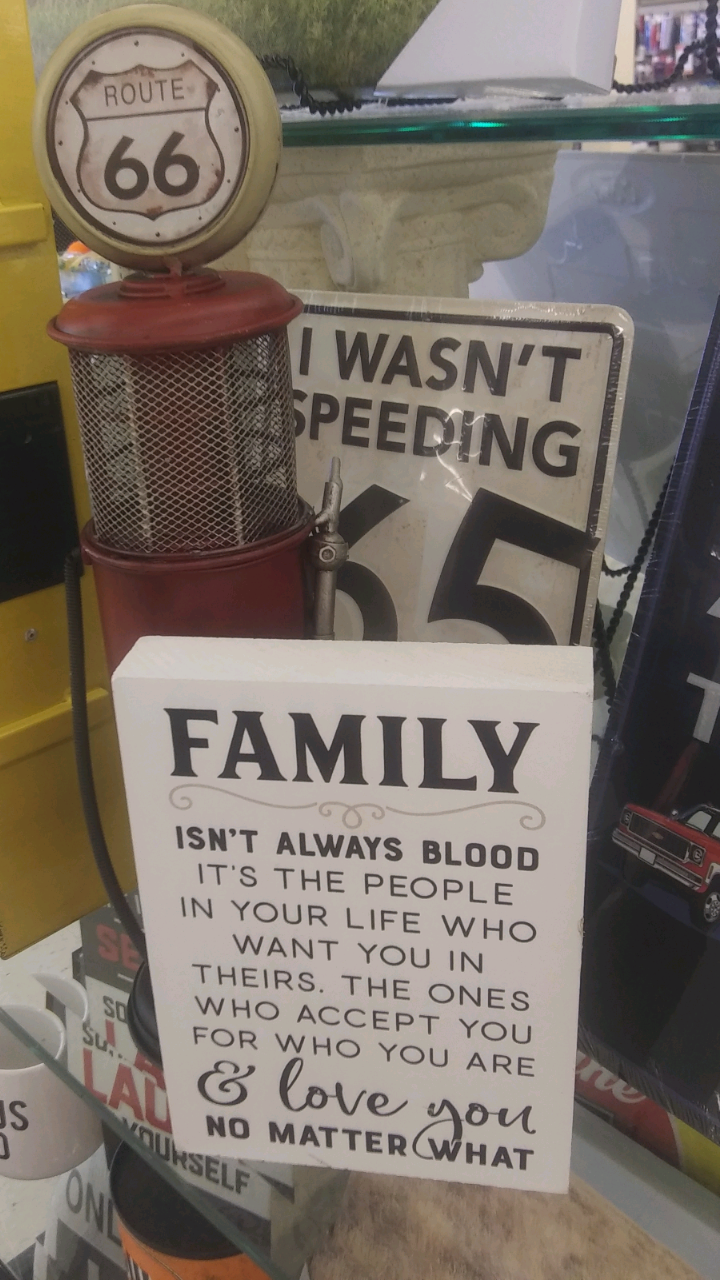 ROUTE
66
I WASN'T
SPEEDING
65
FAMILY
ISN'T ALWAYS BLOOD
IT'S THE PEOPLE
IN YOUR LIFE WHO
WANT YOU IN
THEIRS. THE ONES
WHO ACCEPT YOU
FOR WHO YOU ARE
& love you
NO MATTER WHAT
YOURSELF